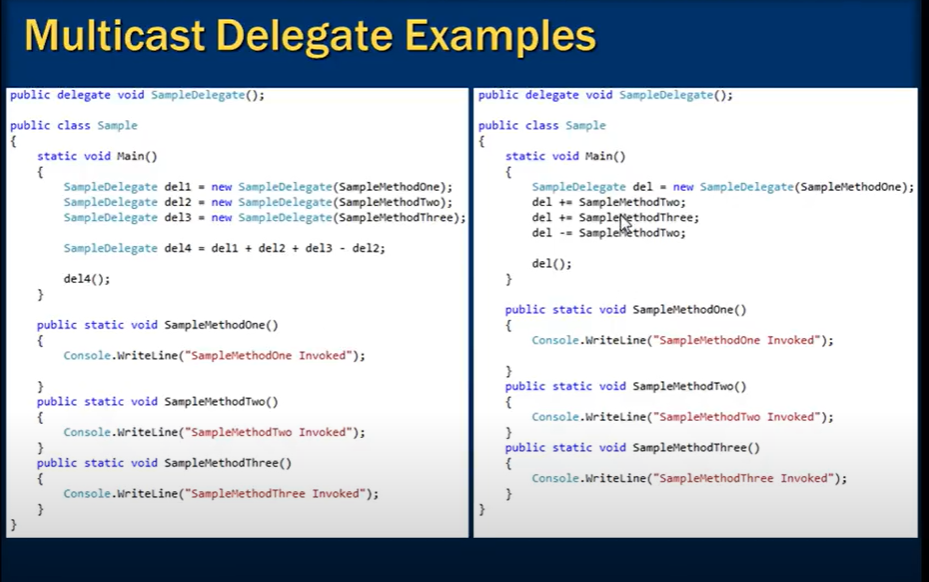 Multicast Delegate Examples
public delegate void SampleDelegate();
public class Sample
{
static void Main()
{
SampleDelegate del1 = new SampleDelegate(SampleMethodOne);
SampleDelegate del2 = new SampleDelegate(SampleMethodTwo);
SampleDelegate del3 = new SampleDelegate(SampleMethodThree);
SampleDelegate del4 = del1 + del2 + del3 - del2;
del4();
}
public static void SampleMethodOne()
{
Console.WriteLine("SampleMethodOne Invoked");
}
public static void SampleMethodTwo()
{
Console.WriteLine("SampleMethodTwo Invoked");
}
public static void SampleMethodThree()
{
Console.WriteLine("SampleMethodThree Invoked");
}
}
public delegate void SampleDelegate();
public class Sample
{
static void Main()
{
SampleDelegate del = new SampleDelegate(SampleMethodOne);
del += SampleMethodTwo;
del += SampleMethodThree;
del -= SampleMethodTwo;
del();
}
public static void SampleMethodOne()
{
Console.WriteLine("SampleMethodOne Invoked");
}
public static void SampleMethodTwo()
{
Console.WriteLine("SampleMethodTwo Invoked");
}
public static void SampleMethodThree()
{
Console.WriteLine("SampleMethodThree Invoked");
}
}